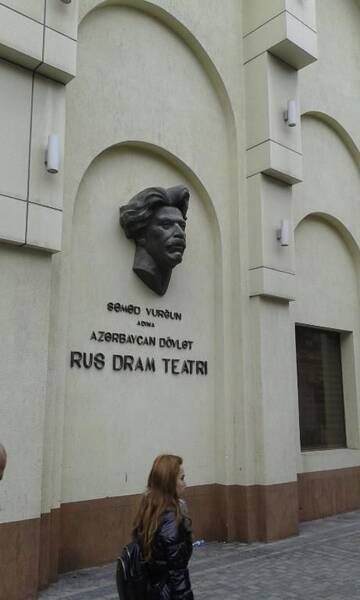 SƏMƏD VURĞUN
ADINA
AZƏRBAYCAN DÖVLƏT
RUS DRAM TEATRI